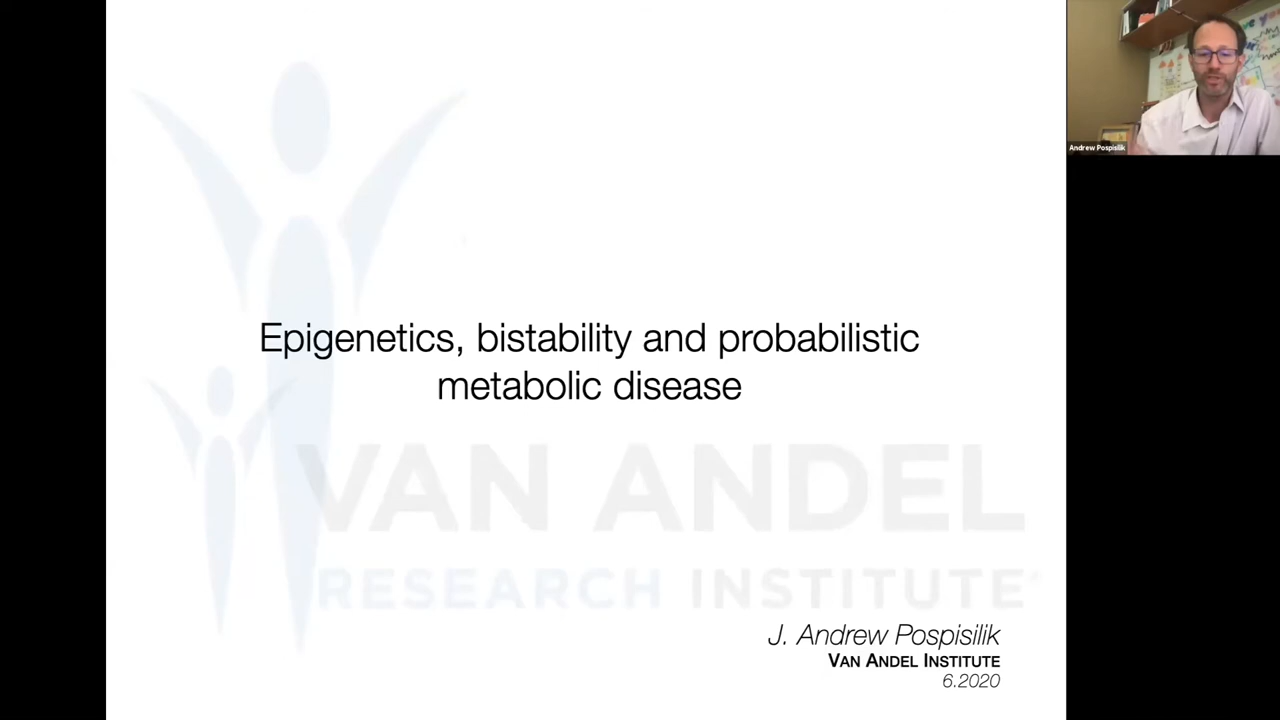 Epigenetics, bistability and probabilistic
metabolic disease
VAN ANDEL
RESEARCH INSTITUTE
J. Andrew Pospisilik
VAN ANDEL INSTITUTE
6.2020
Andrew Pospisilik